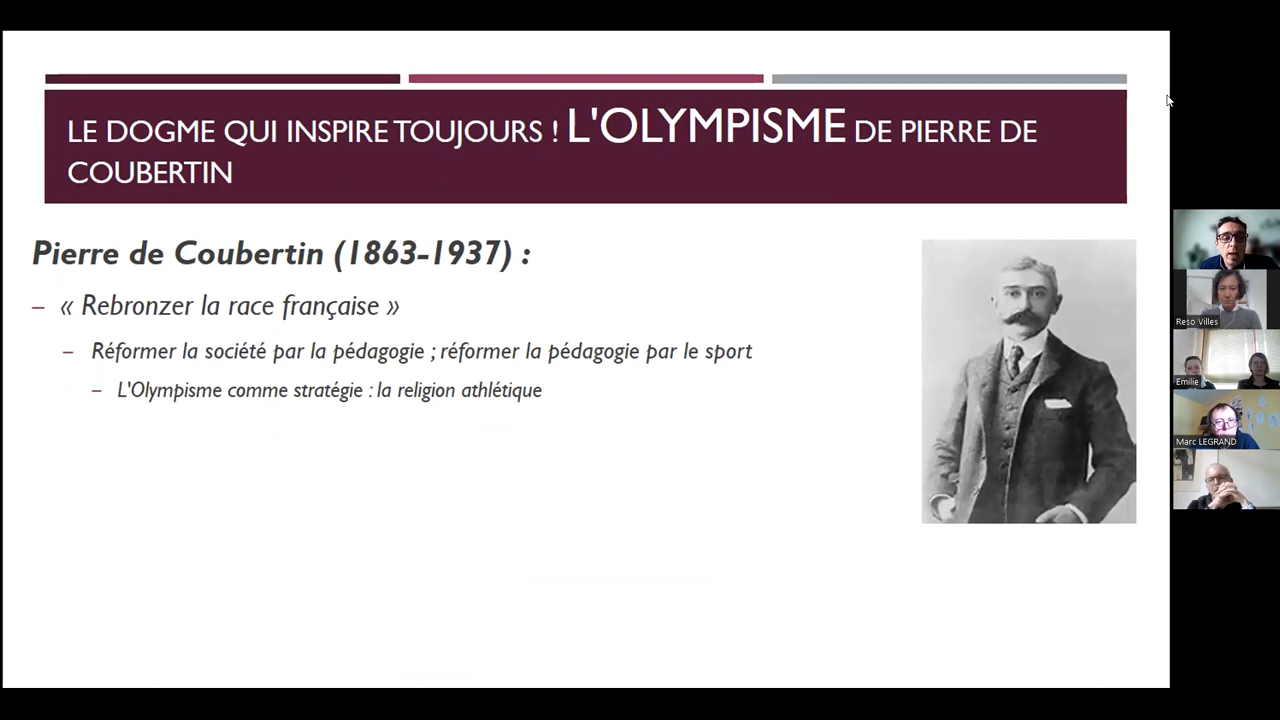 LE DOGME QUI INSPIRE TOUJOURS ! L'OLYMPISME DE PIERRE DE
COUBERTIN
Pierre de Coubertin (1863-1937) :
– « Rebronzer la race française »
– Réformer la société par la pédagogie ; réformer la pédagogie par le sport
– L'Olympisme comme stratégie : la religion athlétique
Reso Villes
Emilie
Marc LEGRAND